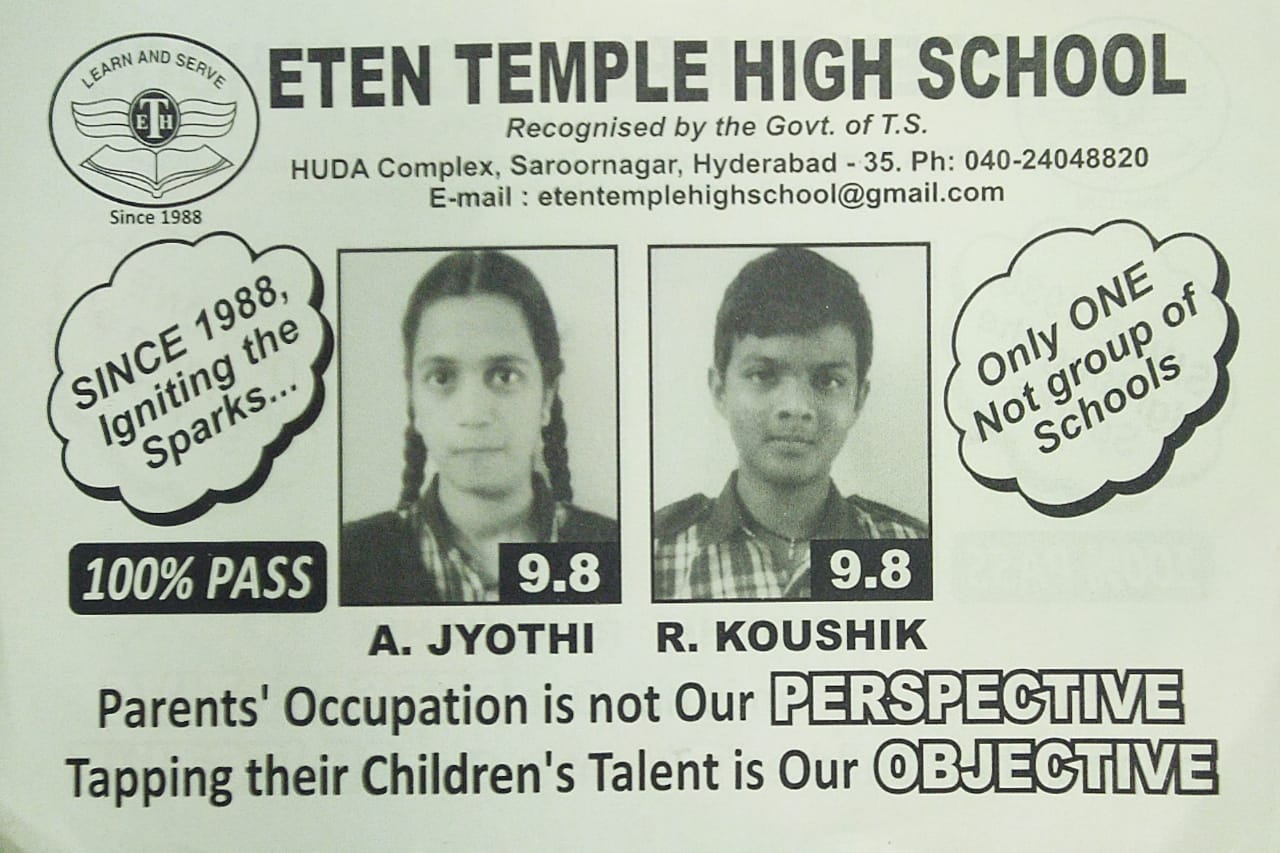 LEARN AND SERVE
ETH
Since 1988
ETEN TEMPLE HIGH SCHOOL
Recognised by the Govt. of T.S.
HUDA Complex, Saroornagar, Hyderabad - 35. Ph: 040-24048820
E-mail : etentemplehighschool@gmail.com
SINCE 1988,
Igniting the
Sparks...
Only ONE
Not group of
Schools
100% PASS
9.8
9.8
A. JYOTHI
R. KOUSHIK
Parents' Occupation is not Our PERSPECTIVE
Tapping their Children's Talent is Our OBJECTIVE